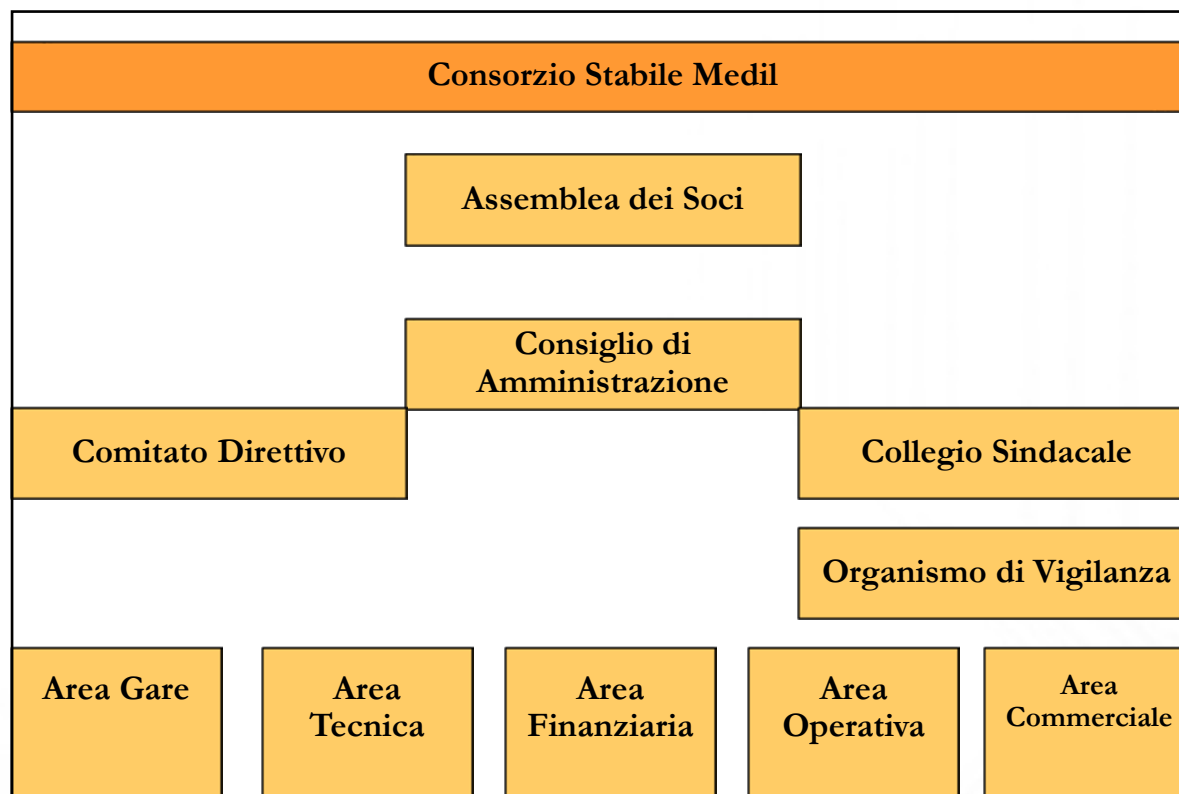 Consorzio Stabile Medil
Assemblea dei Soci
Consiglio di
Amministrazione
Comitato Direttivo
Collegio Sindacale
Organismo di Vigilanza
Area Gare
Area
Tecnica
Area
Finanziaria
Area
Operativa
Area
Commerciale